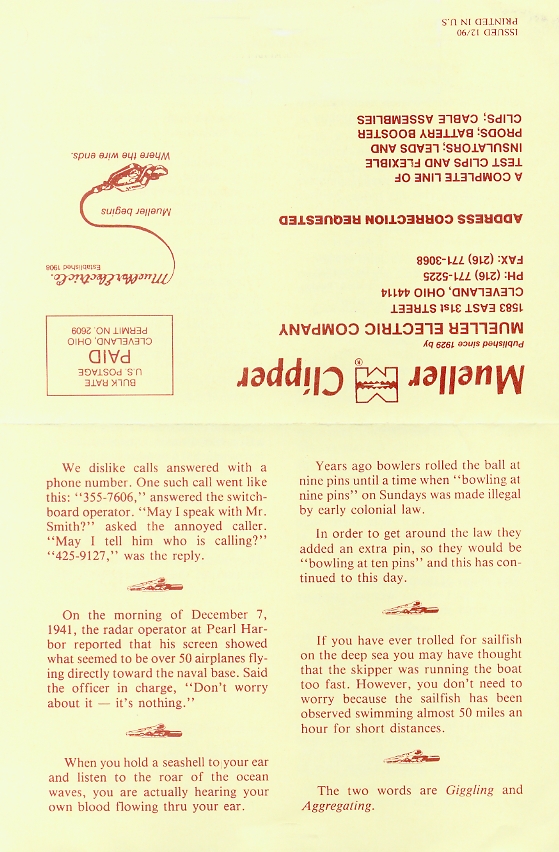 Mueller Clipper ®
Published since 1929 by
MUELLER ELECTRIC COMPANY
1583 EAST 31st STREET
CLEVELAND, OHIO 44114
PH: (216) 771-5225
FAX: (216) 771-3068
ADDRESS CORRECTION REQUESTED
A COMPLETE LINE OF
TEST CLIPS AND FLEXIBLE
INSULATORS; LEADS AND
PRODS; BATTERY BOOSTER
CLIPS; CABLE ASSEMBLIES
BULK RATE
U.S. POSTAGE
PAID
CLEVELAND, OHIO
PERMIT NO. 2609
Mueller Electric Co.
Established 1908
Mueller begins
Where the wire ends.
ISSUED 12/90
PRINTED IN U.S
We dislike calls answered with a
phone number. One such call went like
this: “355-7606,” answered the switch-
board operator. “May I speak with Mr.
Smith?” asked the annoyed caller.
“May I tell him who is calling?”
“425-9127,” was the reply.
On the morning of December 7,
1941, the radar operator at Pearl Har-
bor reported that his screen showed
what seemed to be over 50 airplanes fly-
ing directly toward the naval base. Said
the officer in charge, “Don't worry
about it — it's nothing.”
When you hold a seashell to your ear
and listen to the roar of the ocean
waves, you are actually hearing your
own blood flowing thru your ear.
Years ago bowlers rolled the ball at
nine pins until a time when “bowling at
nine pins” on Sundays was made illegal
by early colonial law.
In order to get around the law they
added an extra pin, so they would be
“bowling at ten pins” and this has con-
tinued to this day.
If you have ever trolled for sailfish
on the deep sea you may have thought
that the skipper was running the boat
too fast. However, you don't need to
worry because the sailfish has been
observed swimming almost 50 miles an
hour for short distances.
The two words are Giggling and
Aggregating.